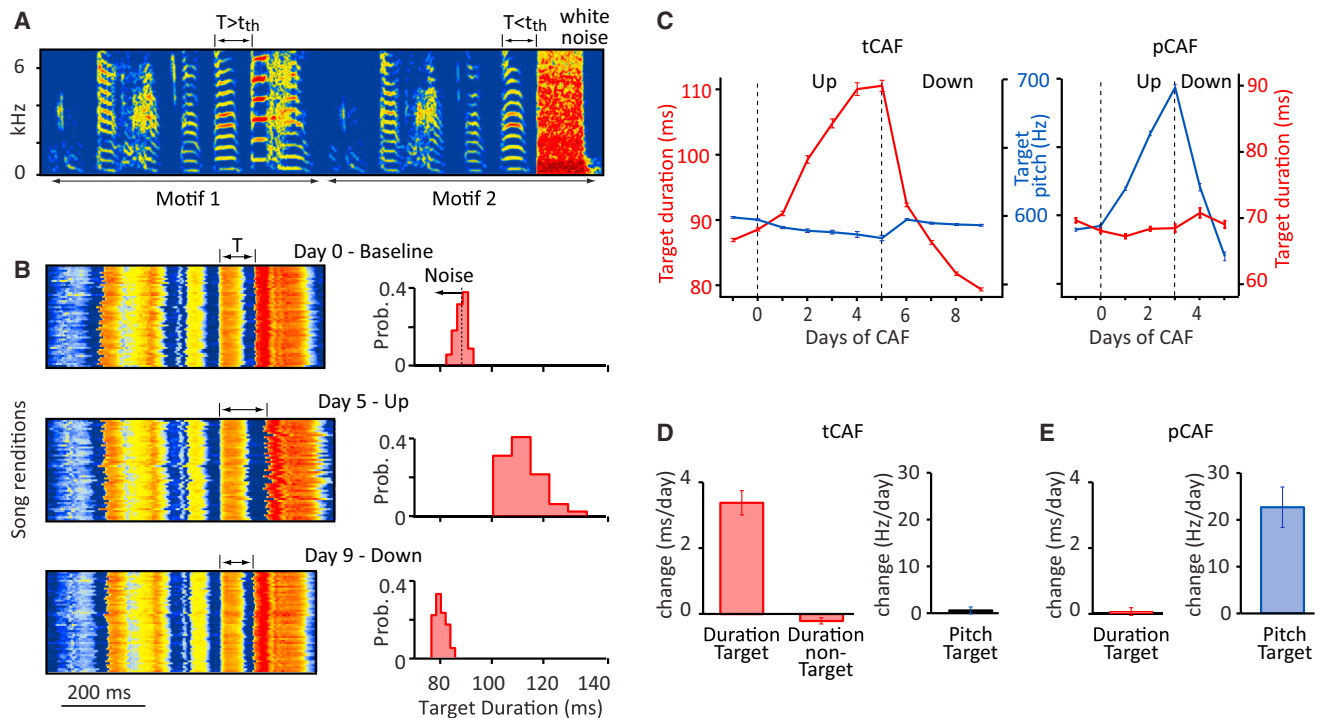 A
T>tth
T<tth
white
noise
6
kHz
0
Motif 1
Motif 2
B
Song renditions
T
Day 0 - Baseline
Noise
0.4
Prob.
0
Day 5 - Up
0.4
Prob.
0
Day 9 - Down
0.4
Prob.
0
80 100 120 140
Target Duration (ms)
200 ms
C
tCAF
Up
Down
110
100
90
80
Target duration (ms)
0 2 4 6 8
Days of CAF
pCAF
Up
Down
700
600
Target
pitch (Hz)
90
80
70
60
Target duration (ms)
0 2 4
Days of CAF
D
tCAF
4
2
0
change (ms/day)
Duration
Target
Duration
non-
Target
30
20
10
0
change (Hz/day)
Pitch
Target
E
pCAF
4
2
0
change (ms/day)
Duration
Target
30
20
10
0
change (Hz/day)
Pitch
Target